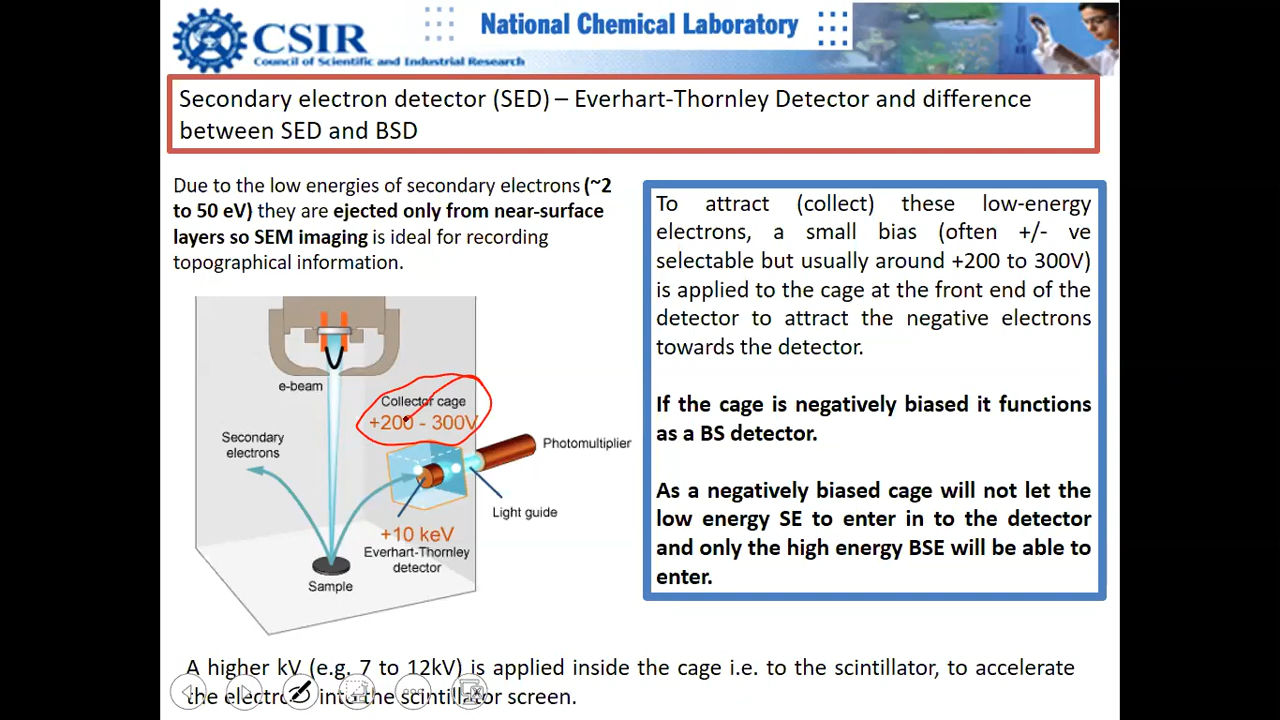 CSIR
Council of Scientific and Industrial Research
National Chemical Laboratory
Secondary electron detector (SED) – Everhart-Thornley Detector and difference
between SED and BSD
Due to the low energies of secondary electrons (~2
to 50 eV) they are ejected only from near-surface
layers so SEM imaging is ideal for recording
topographical information.
e-beam
Collector cage
+200 - 300V
Secondary
electrons
Photomultiplier
Light guide
+10 keV
Everhart-Thornley
detector
Sample
To attract (collect) these low-energy
electrons, a small bias (often +/- ve
selectable but usually around +200 to 300V)
is applied to the cage at the front end of the
detector to attract the negative electrons
towards the detector.
If the cage is negatively biased it functions
as a BS detector.
As a negatively biased cage will not let the
low energy SE to enter in to the detector
and only the high energy BSE will be able to
enter.
A higher kV (e.g. 7 to 12kV) is applied inside the cage i.e. to the scintillator, to accelerate
the electrons into the scintillator screen.